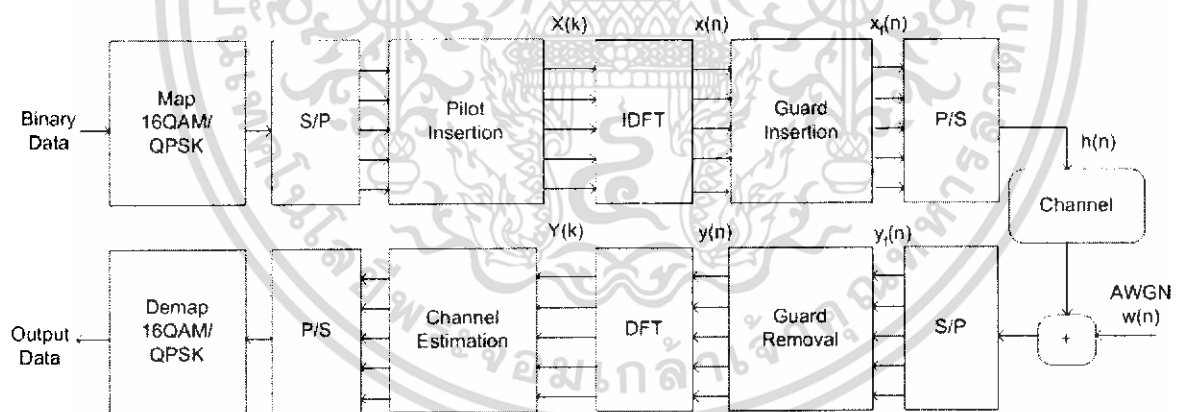 X(k)
x(n)
x_f(n)
Binary
Data
Map
16QAM/
QPSK
S/P
Pilot
Insertion
IDFT
Guard
Insertion
P/S
h(n)
Channel
AWGN
w(n)
+
Y(k)
y(n)
y_f(n)
Output
Data
Demap
16QAM/
QPSK
P/S
Channel
Estimation
DFT
Guard
Removal
S/P